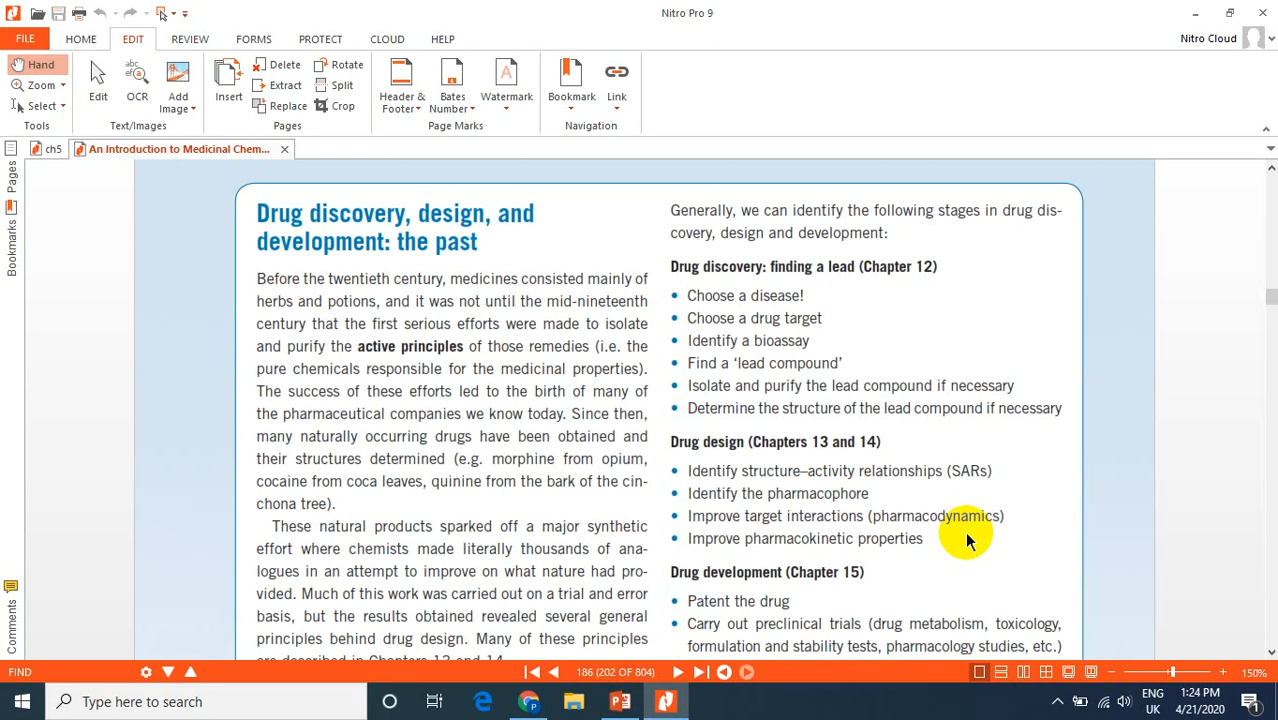 Nitro Pro 9
FILE HOME EDIT REVIEW FORMS PROTECT CLOUD HELP
Nitro Cloud
Hand
Zoom
Select
Tools
Edit
OCR
Add Image
Text/Images
Insert
Delete
Extract
Replace
Rotate
Split
Crop
Pages
Header & Footer
Bates Number
Watermark
Page Marks
Bookmark
Link
Navigation
ch5
An Introduction to Medicinal Chem...
Pages
Bookmarks
Comments
Drug discovery, design, and
development: the past
Before the twentieth century, medicines consisted mainly of
herbs and potions, and it was not until the mid-nineteenth
century that the first serious efforts were made to isolate
and purify the active principles of those remedies (i.e. the
pure chemicals responsible for the medicinal properties).
The success of these efforts led to the birth of many of
the pharmaceutical companies we know today. Since then,
many naturally occurring drugs have been obtained and
their structures determined (e.g. morphine from opium,
cocaine from coca leaves, quinine from the bark of the cin-
chona tree).
These natural products sparked off a major synthetic
effort where chemists made literally thousands of ana-
logues in an attempt to improve on what nature had pro-
vided. Much of this work was carried out on a trial and error
basis, but the results obtained revealed several general
principles behind drug design. Many of these principles
are described in Chapters 13 and 14.
Generally, we can identify the following stages in drug dis-
covery, design and development:
Drug discovery: finding a lead (Chapter 12)
• Choose a disease!
• Choose a drug target
• Identify a bioassay
• Find a ‘lead compound’
• Isolate and purify the lead compound if necessary
• Determine the structure of the lead compound if necessary
Drug design (Chapters 13 and 14)
• Identify structure–activity relationships (SARs)
• Identify the pharmacophore
• Improve target interactions (pharmacodynamics)
• Improve pharmacokinetic properties
Drug development (Chapter 15)
• Patent the drug
• Carry out preclinical trials (drug metabolism, toxicology,
formulation and stability tests, pharmacology studies, etc.)
FIND
186 (202 OF 804)
150%
Type here to search
ENG
UK
1:24 PM
4/21/2020